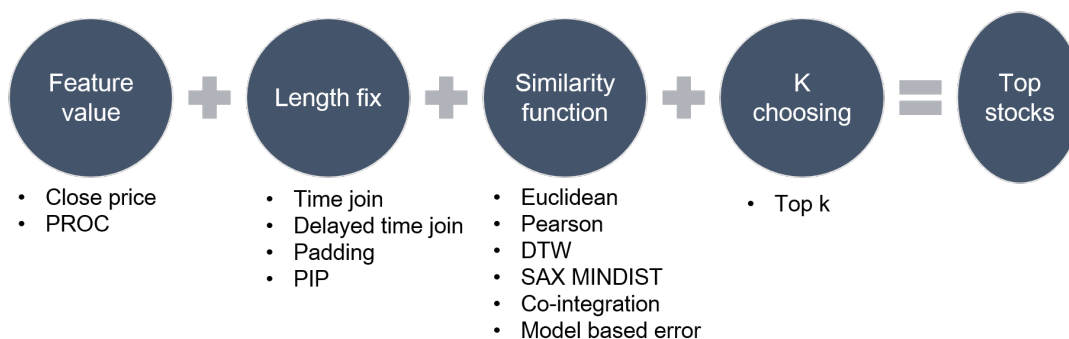 Feature
value
Length fix
Similarity
function
K
choosing
Top
stocks
• Close price
• PROC
• Time join
• Delayed time join
• Padding
• PIP
• Euclidean
• Pearson
• DTW
• SAX MINDIST
• Co-integration
• Model based error
• Top k